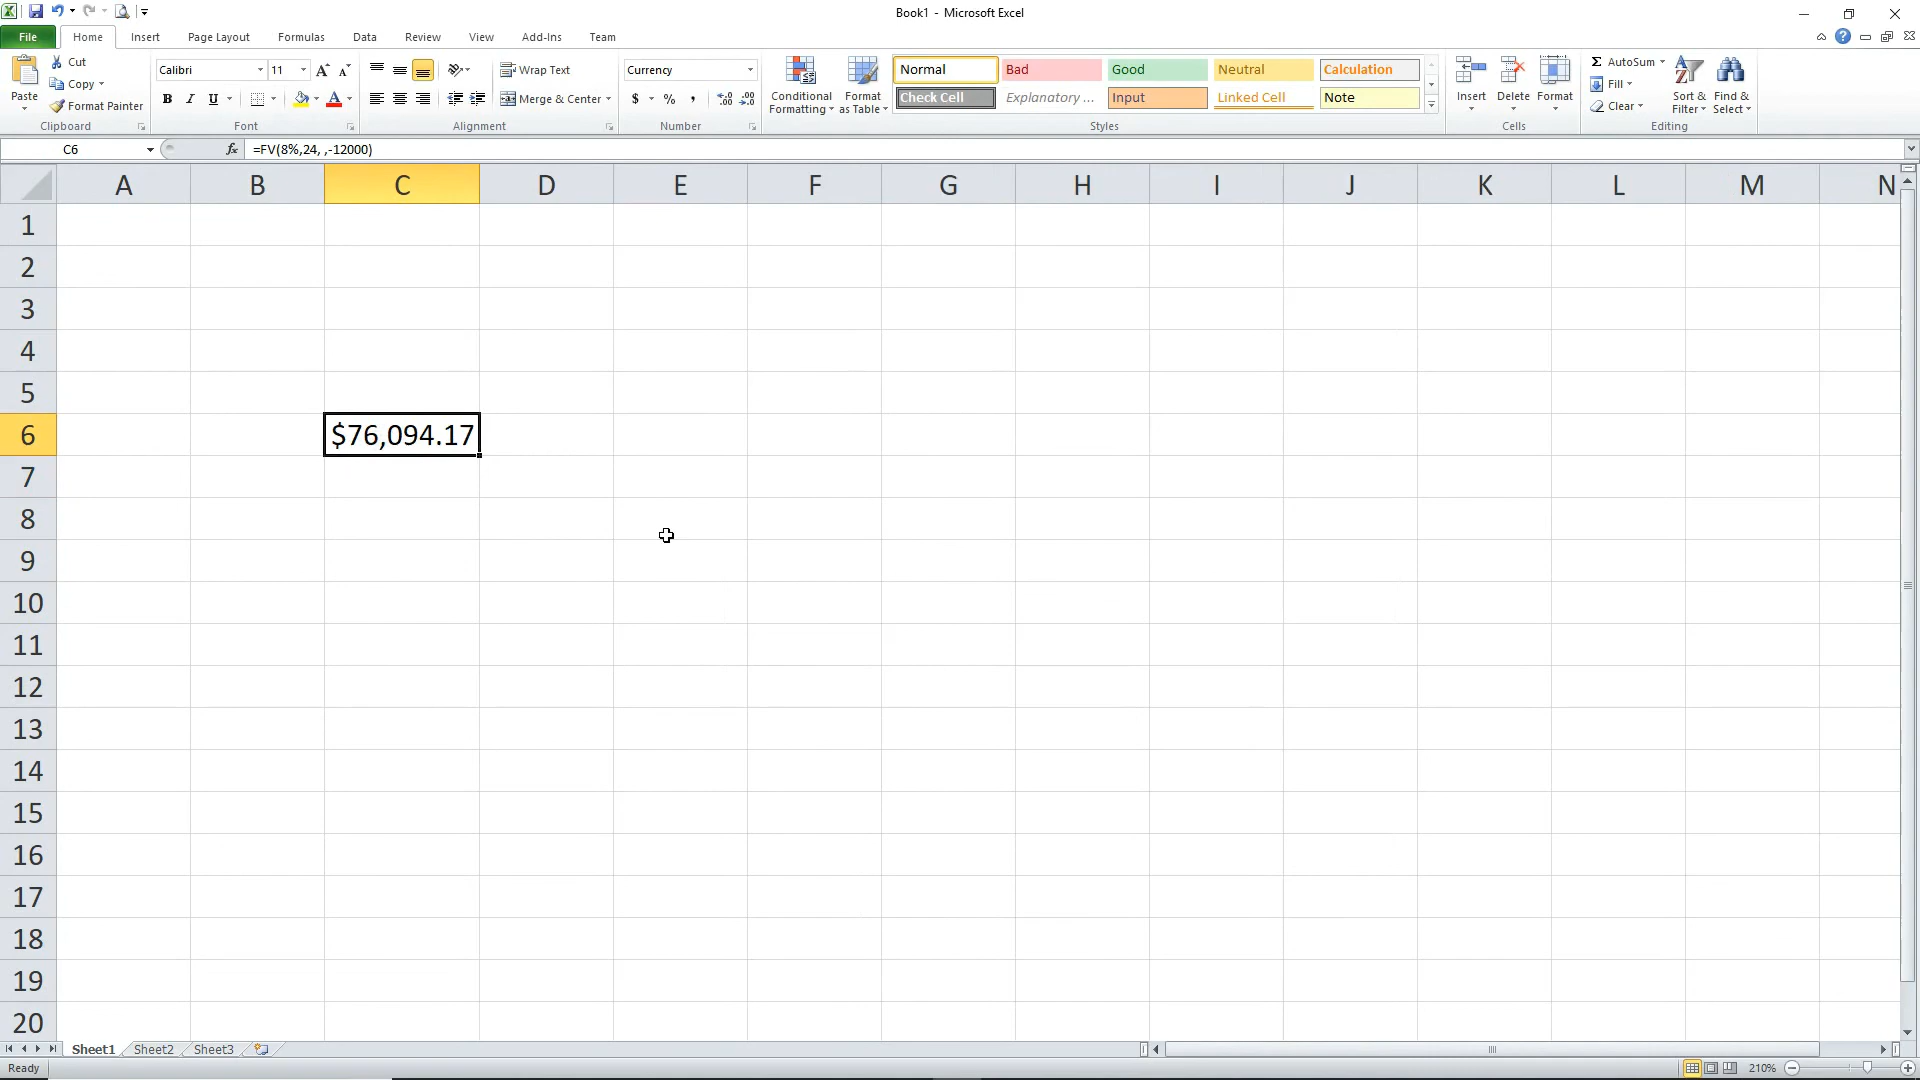 Book1 - Microsoft Excel
File Home Insert Page Layout Formulas Data Review View Add-Ins Team
Paste
Cut
Copy
Format Painter
Clipboard
Calibri 11
B I U
Font
Wrap Text
Merge & Center
Alignment
Currency
$ % ,
Number
Conditional Formatting
Format as Table
Normal Bad Good Neutral Calculation
Check Cell Explanatory ... Input Linked Cell Note
Styles
Insert Delete Format
Cells
Σ AutoSum
Fill
Clear
Sort & Filter
Find & Select
Editing
C6 fx =FV(8%,24, ,-12000)
A B C D E F G H I J K L M N
1
2
3
4
5
6 $76,094.17
7
8
9
10
11
12
13
14
15
16
17
18
19
20
Sheet1 Sheet2 Sheet3
Ready 210%